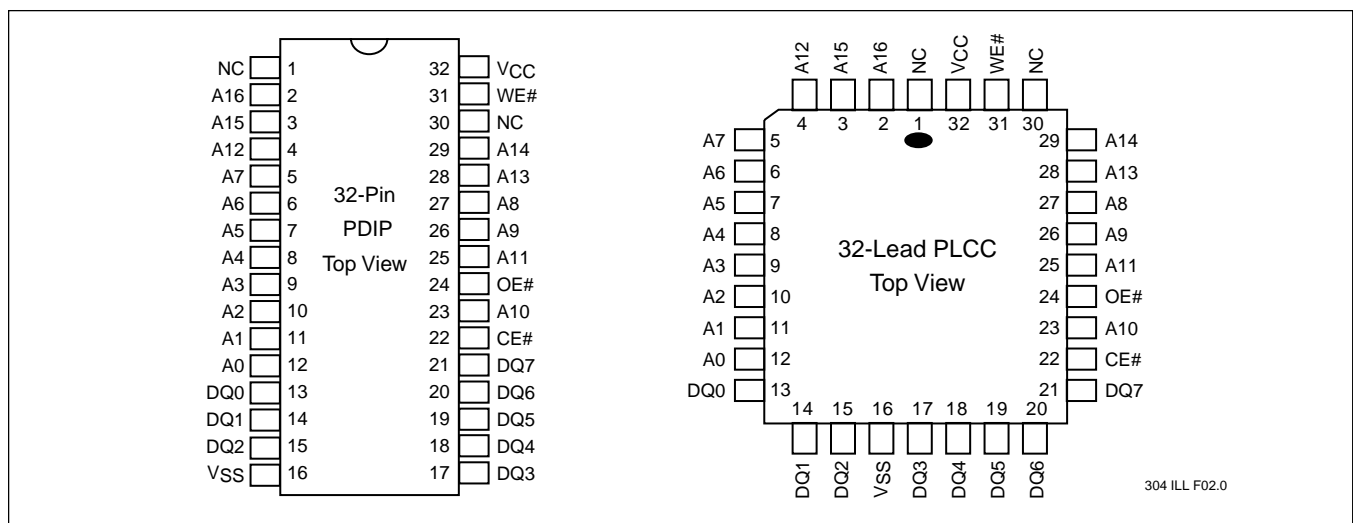 NC 1 32 VCC
A16 2 31 WE#
A15 3 30 NC
A12 4 29 A14
A7 5 28 A13
A6 6 27 A8
A5 7 26 A9
A4 8 25 A11
A3 9 24 OE#
A2 10 23 A10
A1 11 22 CE#
A0 12 21 DQ7
DQ0 13 20 DQ6
DQ1 14 19 DQ5
DQ2 15 18 DQ4
VSS 16 17 DQ3
32-Pin
PDIP
Top View
A12 A15 A16 NC VCC WE# NC
4 3 2 1 32 31 30
A7 5 29 A14
A6 6 28 A13
A5 7 27 A8
A4 8 26 A9
A3 9 25 A11
A2 10 24 OE#
A1 11 23 A10
A0 12 22 CE#
DQ0 13 21 DQ7
32-Lead PLCC
Top View
14 15 16 17 18 19 20
DQ1 DQ2 VSS DQ3 DQ4 DQ5 DQ6
304 ILL F02.0